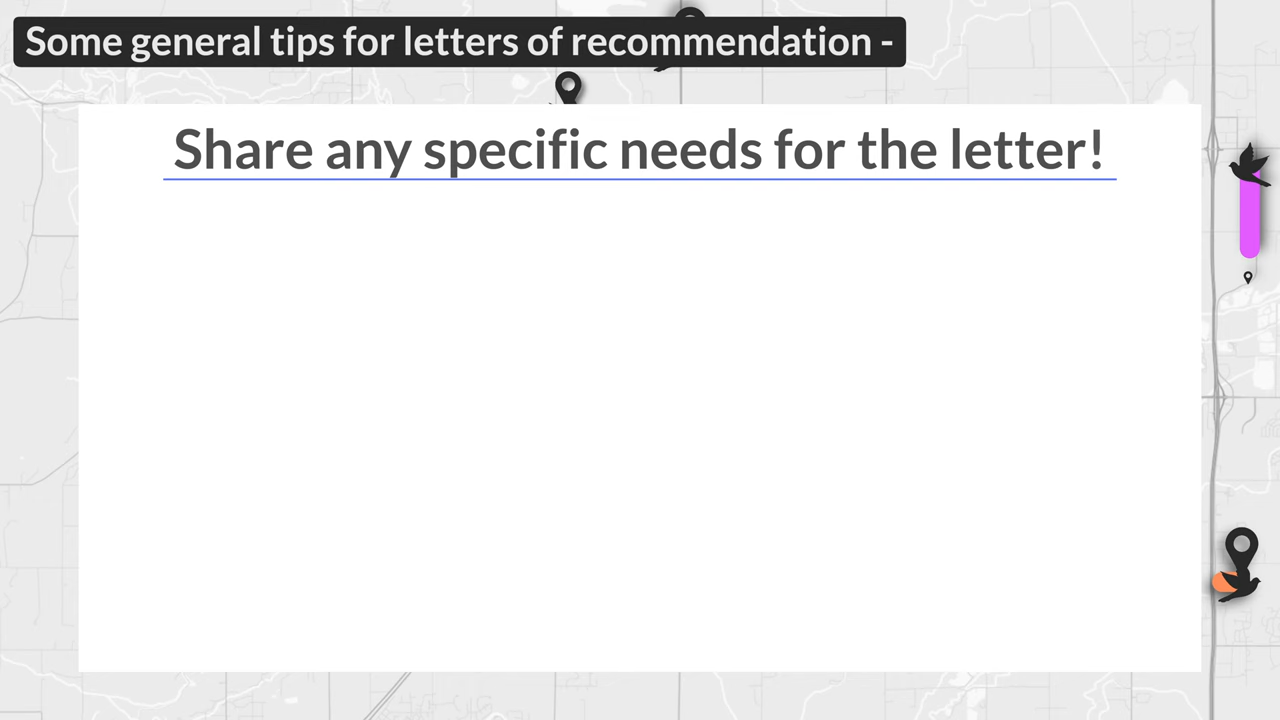 Some general tips for letters of recommendation -
Share any specific needs for the letter!